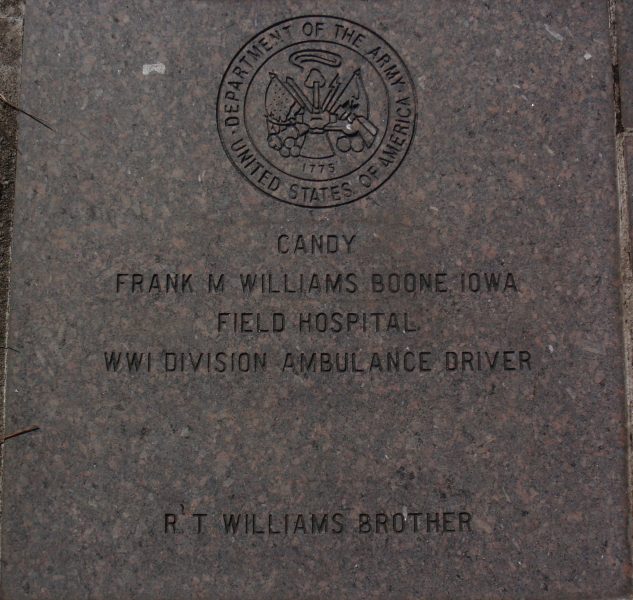 DEPARTMENT OF THE ARMY
UNITED STATES OF AMERICA
1775
CANDY
FRANK M WILLIAMS BOONE IOWA
FIELD HOSPITAL
WWI DIVISION AMBULANCE DRIVER
R T WILLIAMS BROTHER